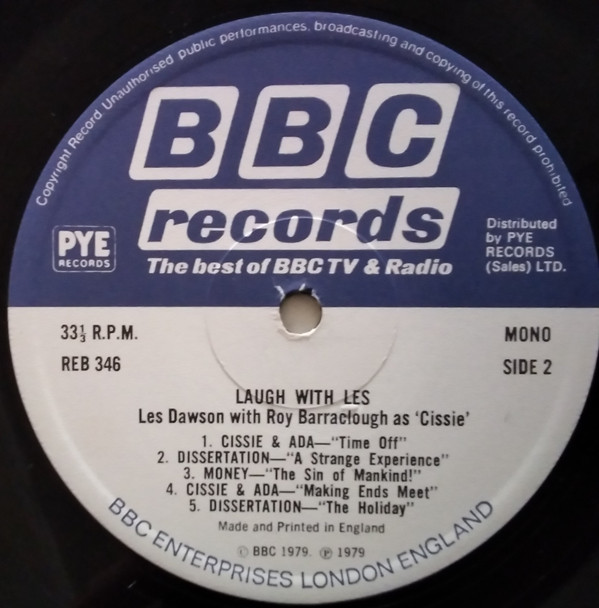 Copyright Record Unauthorised public performances, broadcasting and copying of this record prohibited
BBC
records
The best of BBC TV & Radio
PYE
RECORDS
Distributed
by PYE
RECORDS
(Sales) LTD.
33⅓ R.P.M.
REB 346
MONO
SIDE 2
LAUGH WITH LES
Les Dawson with Roy Barraclough as ‘Cissie’
1. CISSIE & ADA—“Time Off”
2. DISSERTATION—“A Strange Experience”
3. MONEY—“The Sin of Mankind!”
4. CISSIE & ADA—“Making Ends Meet”
5. DISSERTATION—“The Holiday”
Made and Printed in England
© BBC 1979. ℗ 1979
BBC ENTERPRISES LONDON ENGLAND